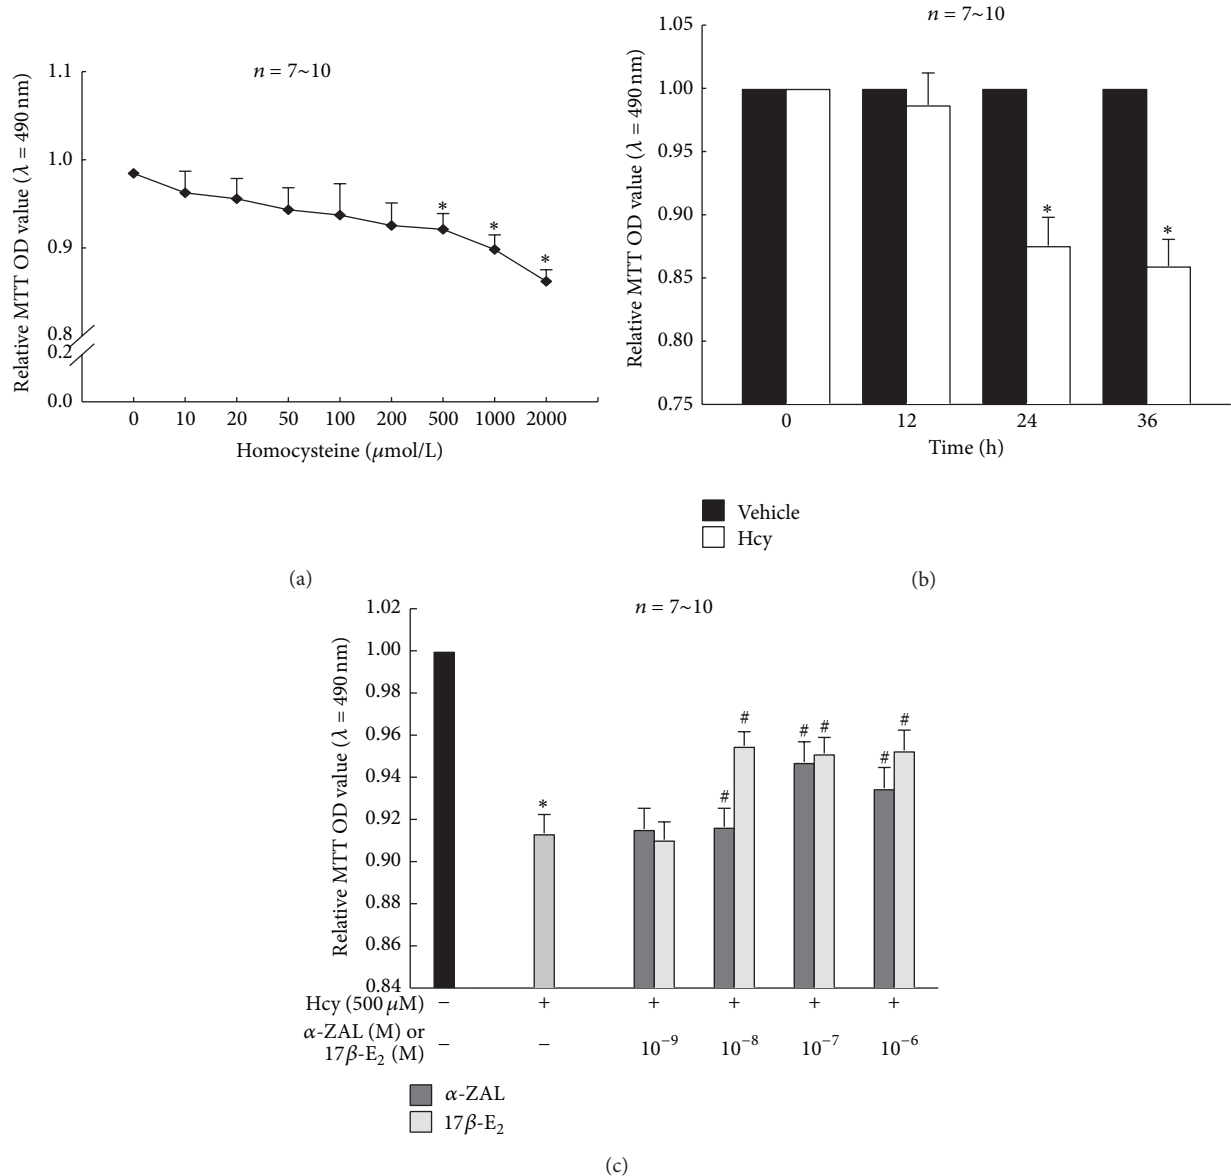 n = 7~10
Relative MTT OD value (λ = 490 nm)
1.1
1.0
0.9
0.8
0.2
0.0
* * *
0 10 20 50 100 200 500 1000 2000
Homocysteine (μmol/L)
(a)
n = 7~10
Relative MTT OD value (λ = 490 nm)
1.05
1.00
0.95
0.90
0.85
0.80
0.75
* *
0 12 24 36
Time (h)
Vehicle
Hcy
(b)
n = 7~10
Relative MTT OD value (λ = 490 nm)
1.02
1.00
0.98
0.96
0.94
0.92
0.90
0.88
0.86
0.84
* # # # # # #
Hcy (500 μM) − + + + + +
α-ZAL (M) or
17β-E₂ (M) − − 10⁻⁹ 10⁻⁸ 10⁻⁷ 10⁻⁶
α-ZAL
17β-E₂
(c)